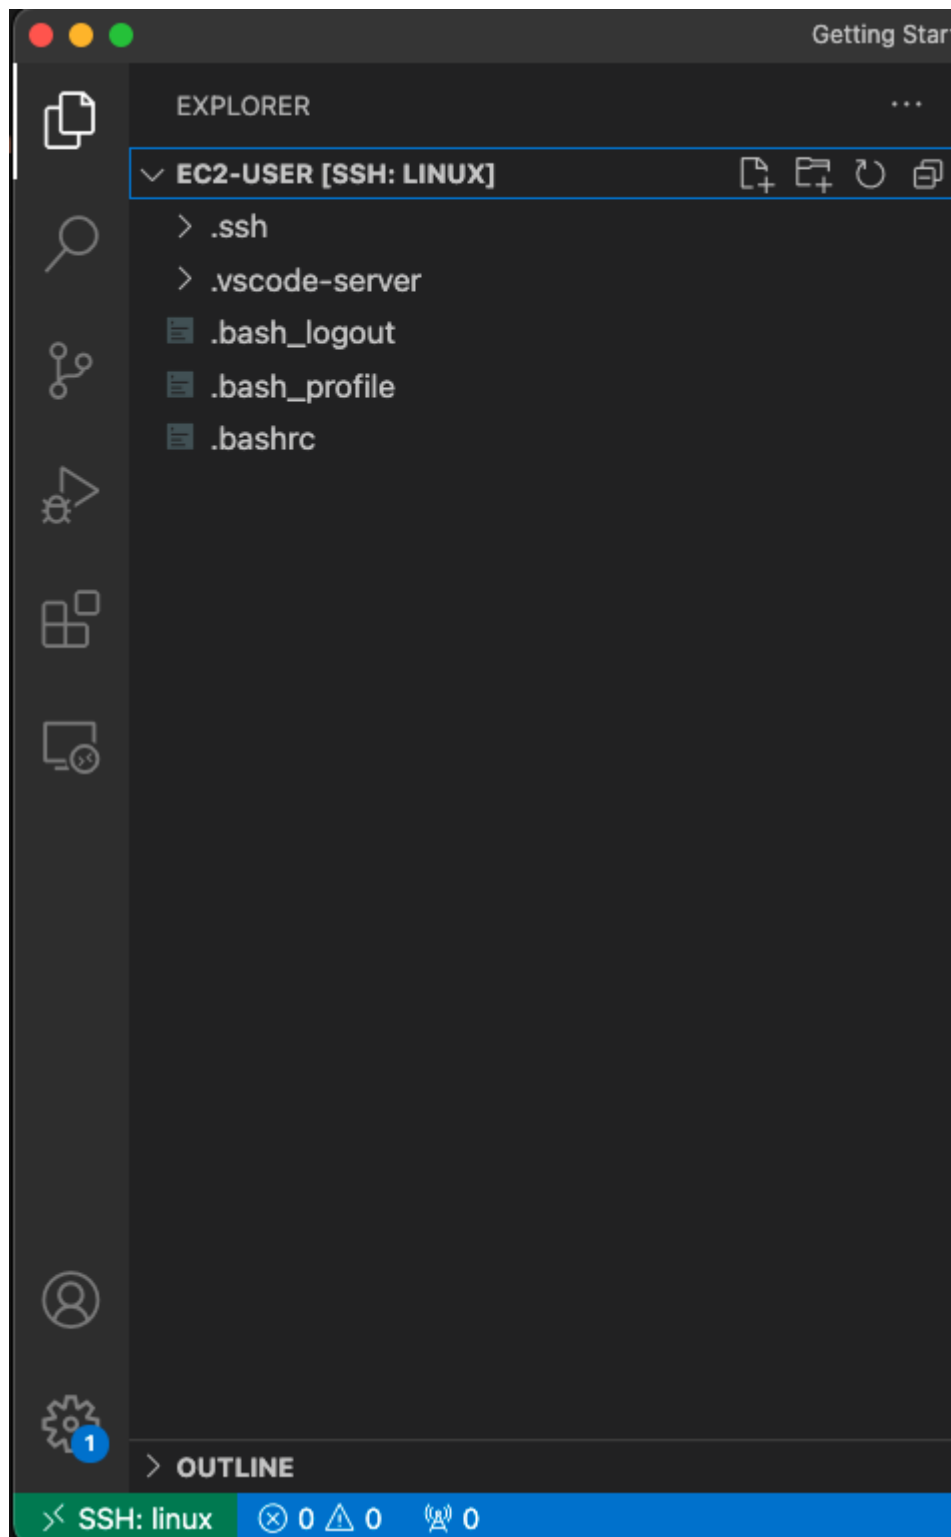 Getting Star
EXPLORER
EC2-USER [SSH: LINUX]
.ssh
.vscode-server
.bash_logout
.bash_profile
.bashrc
1
OUTLINE
SSH: linux 0 0 0